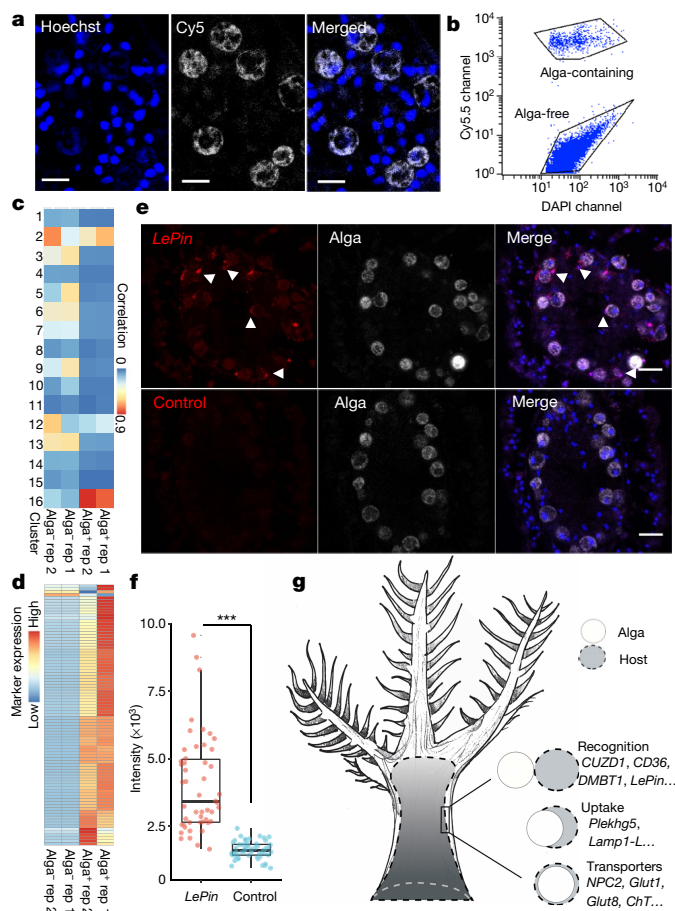 a
Hoechst
Cy5
Merged
b
Cy5.5 channel
10⁴
10³
10²
10¹
10⁰
Alga-containing
Alga-free
10¹
10²
10³
10⁴
DAPI channel
c
1
2
3
4
5
6
7
8
9
10
11
12
13
14
15
16
Cluster
Alga⁻ rep 2
Alga⁻ rep 1
Alga⁺ rep 2
Alga⁺ rep 1
Correlation
0
0.9
e
LePin
Alga
Merge
Control
Alga
Merge
d
Marker expression
High
Low
Alga⁻ rep 2
Alga⁻ rep 1
Alga⁺ rep 2
f
Intensity (×10³)
10.0
7.5
5.0
2.5
0
***
LePin
Control
g
Alga
Host
Recognition
CUZD1, CD36,
DMBT1, LePin...
Uptake
Plekhg5,
Lamp1-L...
Transporters
NPC2, Glut1,
Glut8, ChT...